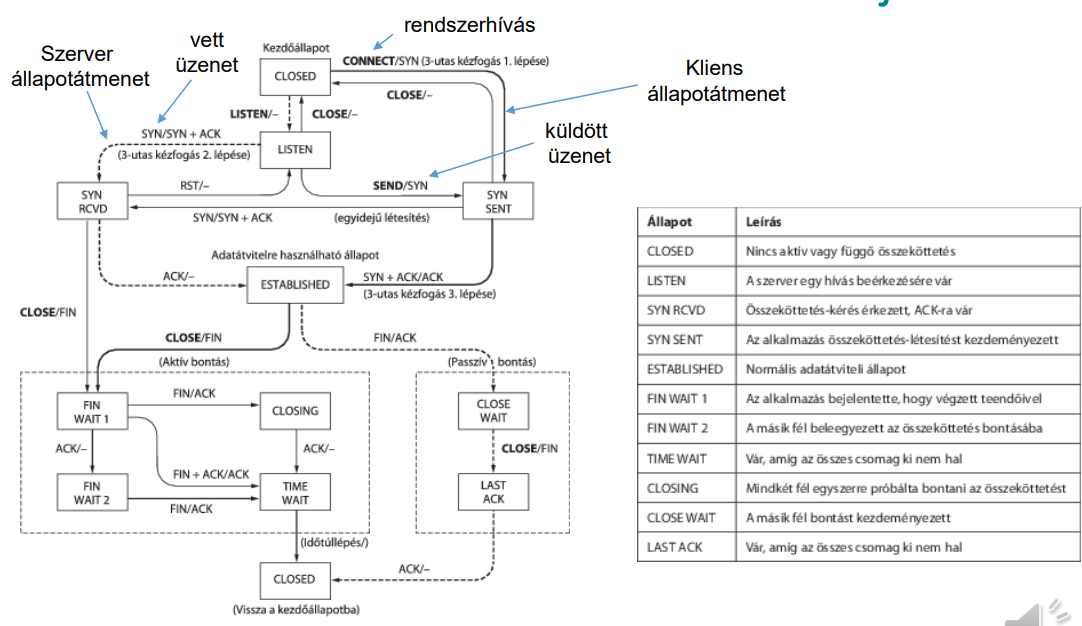 rendszerhívás
Szerver
állapotátmenet
vett
üzenet
Kezdőállapot
CLOSED
CONNECT/SYN (3-utas kézfogás 1. lépése)
CLOSE/–
Kliens
állapotátmenet
LISTEN/–
CLOSE/–
SYN/SYN + ACK
(3-utas kézfogás 2. lépése)
LISTEN
küldött
üzenet
SYN
RCVD
RST/–
SEND/SYN
SYN
SENT
SYN/SYN + ACK
(egyidejű létesítés)
Adatátvitelre használható állapot
ACK/–
ESTABLISHED
SYN + ACK/ACK
(3-utas kézfogás 3. lépése)
CLOSE/FIN
CLOSE/FIN
FIN/ACK
(Aktív bontás)
(Passzív bontás)
FIN
WAIT 1
FIN/ACK
CLOSING
CLOSE
WAIT
ACK/–
ACK/–
CLOSE/FIN
FIN + ACK/ACK
FIN
WAIT 2
FIN/ACK
TIME
WAIT
LAST
ACK
(Időtúllépés/)
CLOSED
ACK/–
(Vissza a kezdőállapotba)
Állapot Leírás
CLOSED Nincs aktív vagy függő összeköttetés
LISTEN A szerver egy hívás beérkezésére vár
SYN RCVD Összeköttetés-kérés érkezett, ACK-ra vár
SYN SENT Az alkalmazás összeköttetés-létesítést kezdeményezett
ESTABLISHED Normális adatátviteli állapot
FIN WAIT 1 Az alkalmazás bejelentette, hogy végzett teendőivel
FIN WAIT 2 A másik fél beleegyezett az összeköttetés bontásába
TIME WAIT Vár, amíg az összes csomag ki nem hal
CLOSING Mindkét fél egyszerre próbálta bontani az összeköttetést
CLOSE WAIT A másik fél bontást kezdeményezett
LAST ACK Vár, amíg az összes csomag ki nem hal